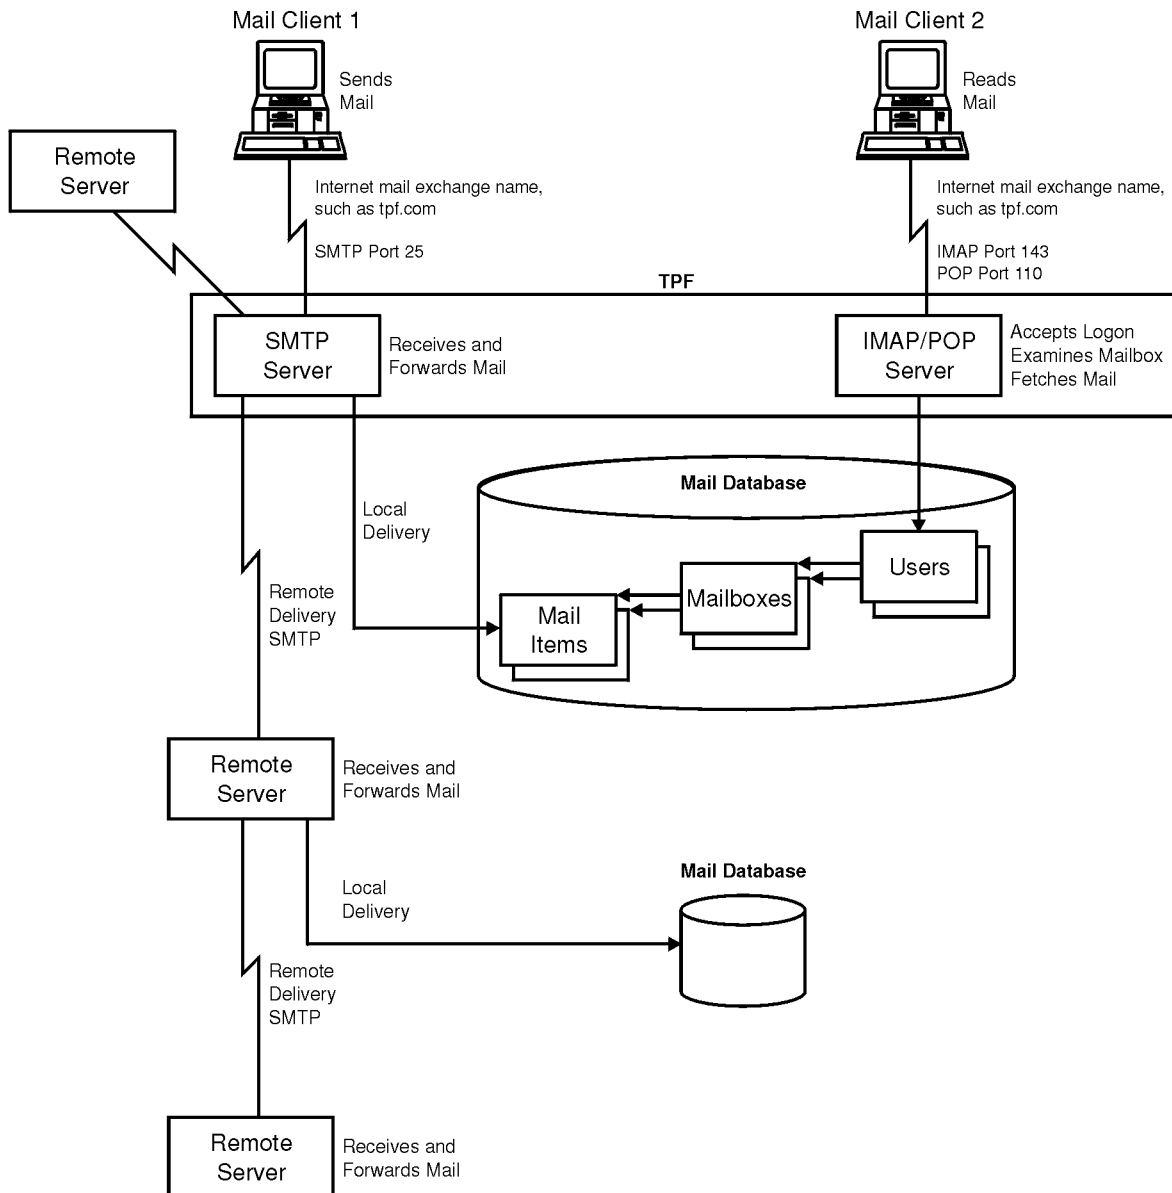 Mail Client 1
Mail Client 2
Sends
Mail
Reads
Mail
Remote
Server
Internet mail exchange name,
such as tpf.com
SMTP Port 25
Internet mail exchange name,
such as tpf.com
IMAP Port 143
POP Port 110
TPF
SMTP
Server
Receives and
Forwards Mail
IMAP/POP
Server
Accepts Logon
Examines Mailbox
Fetches Mail
Mail Database
Local
Delivery
Users
Mailboxes
Mail
Items
Remote
Delivery
SMTP
Remote
Server
Receives and
Forwards Mail
Mail Database
Local
Delivery
Remote
Delivery
SMTP
Remote
Server
Receives and
Forwards Mail